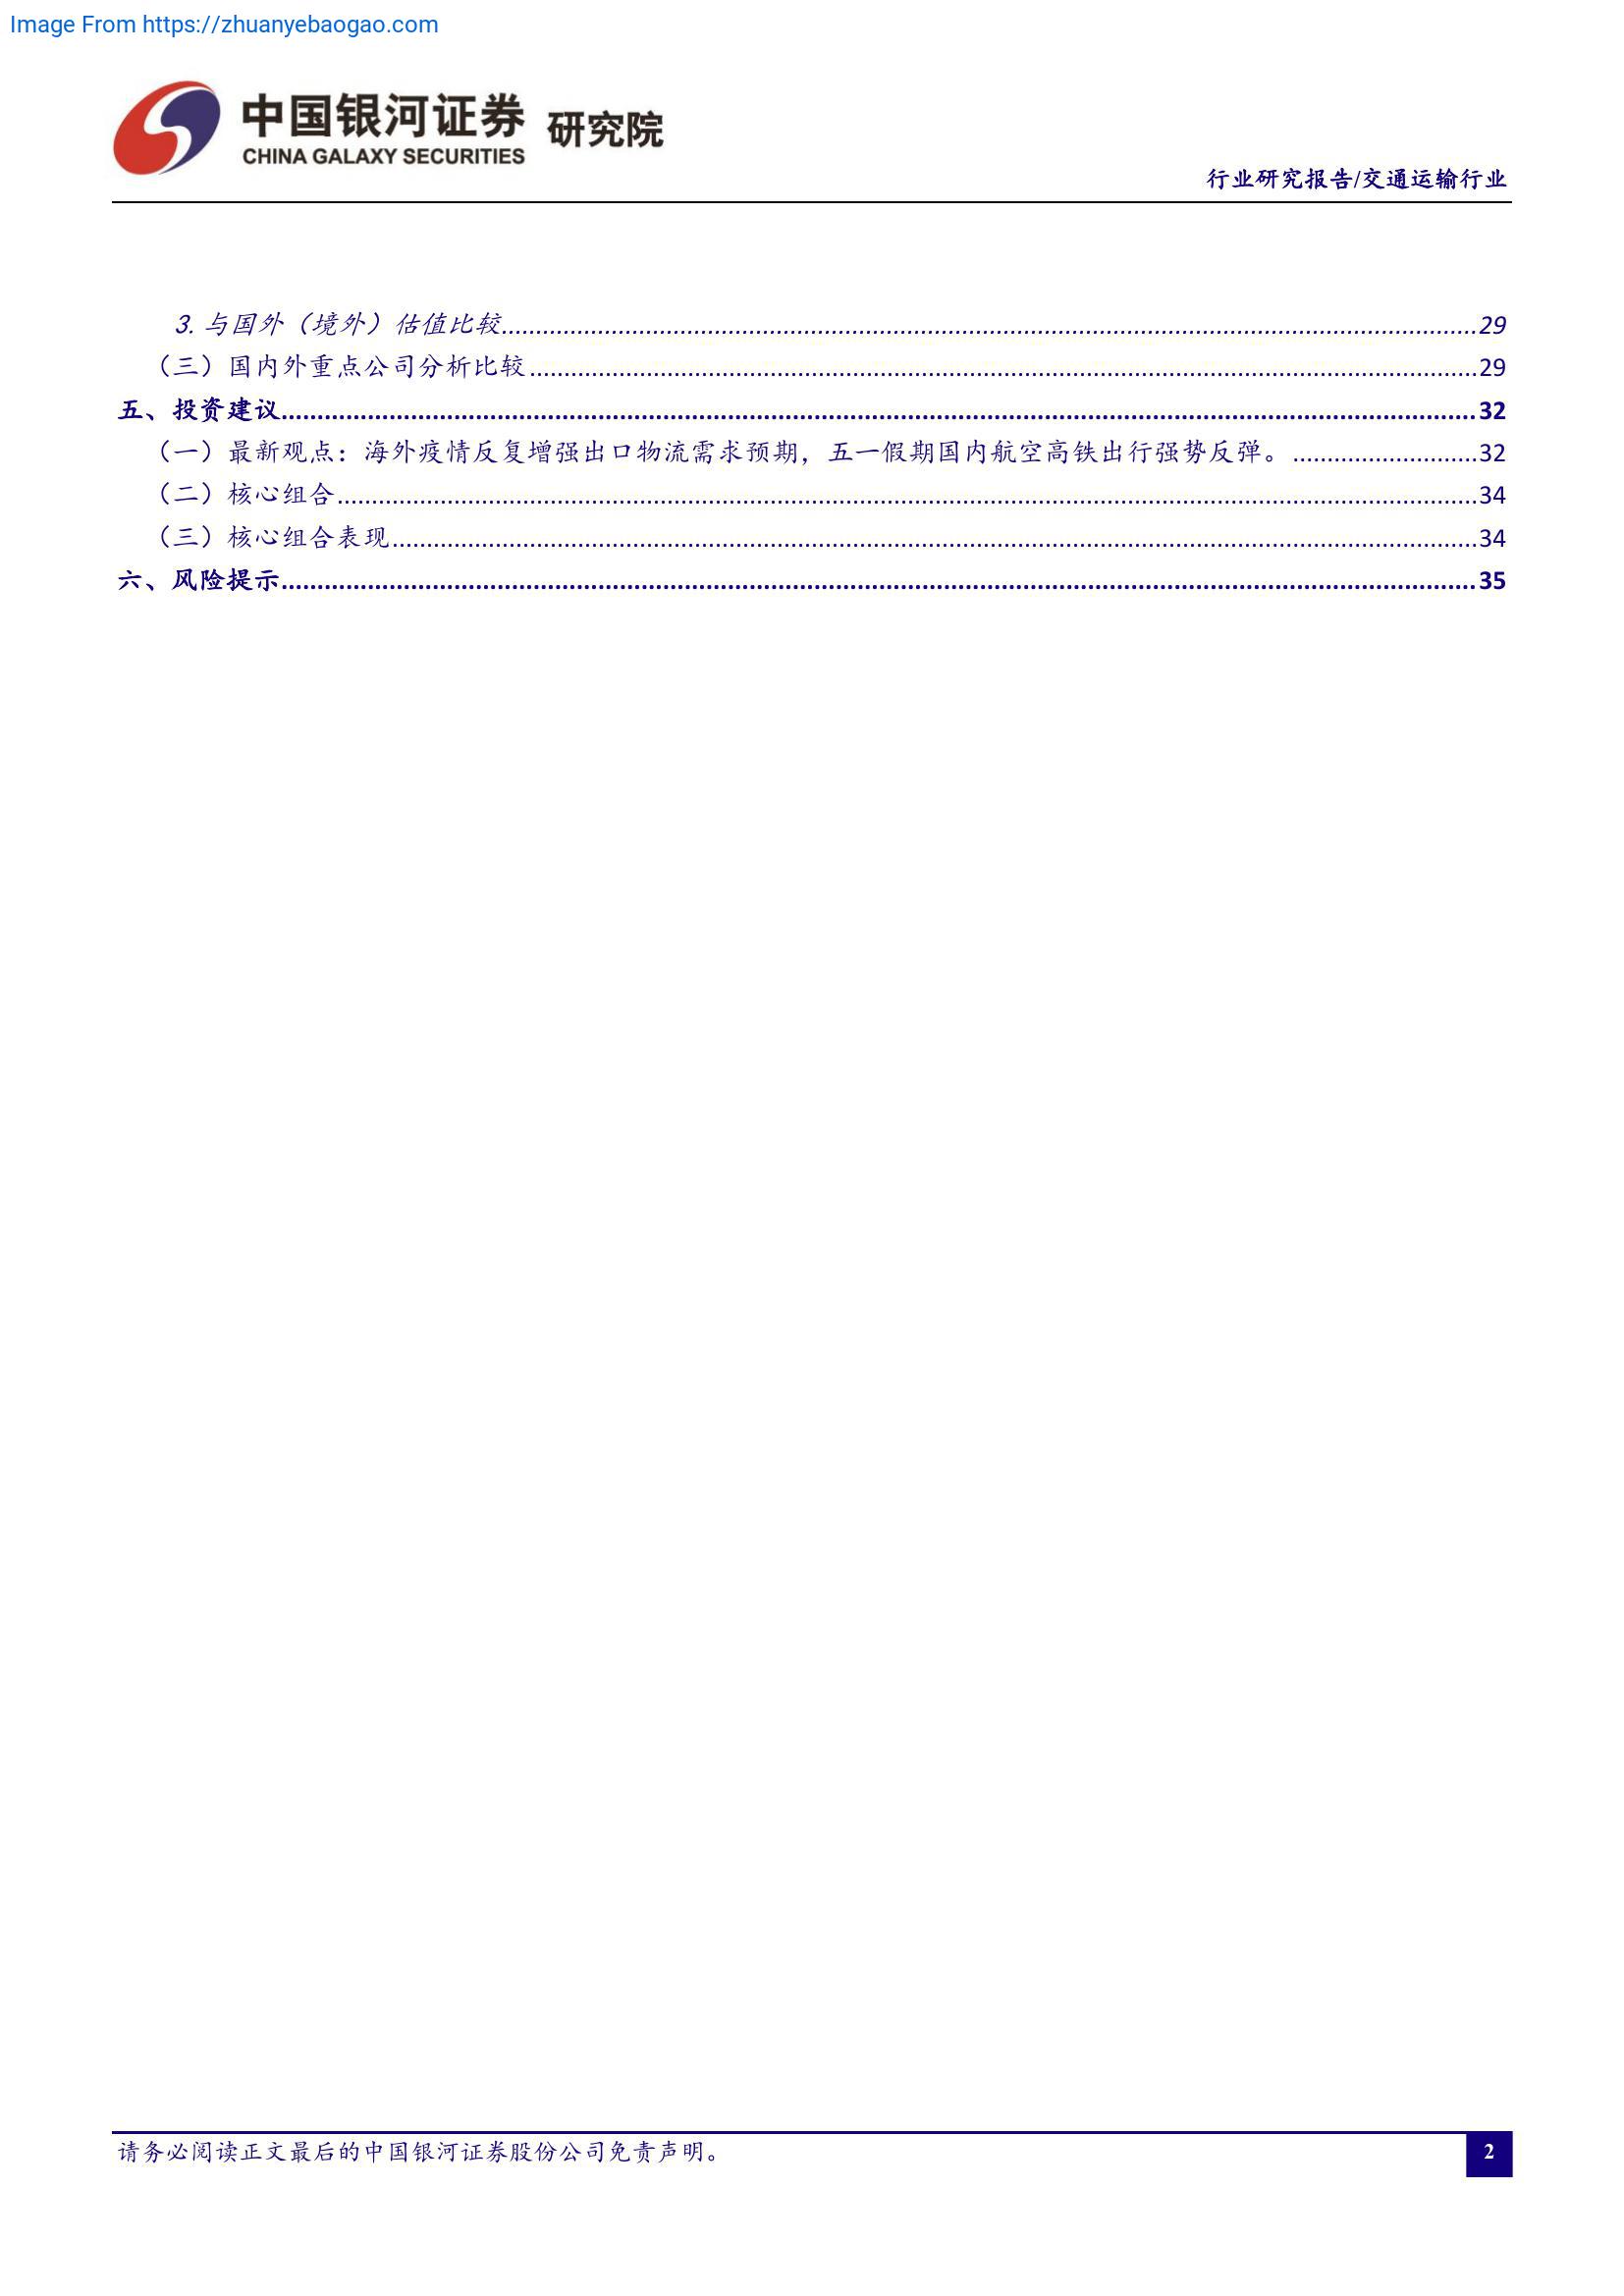 Image From https://zhuanyebaogao.com
中国银河证券 研究院
CHINA GALAXY SECURITIES
行业研究报告/交通运输行业
3. 与国外（境外）估值比较........29
（三）国内外重点公司分析比较........29
五、投资建议........32
（一）最新观点：海外疫情反复增强出口物流需求预期，五一假期国内航空高铁出行强势反弹。........32
（二）核心组合........34
（三）核心组合表现........34
六、风险提示........35
请务必阅读正文最后的中国银河证券股份公司免责声明。
2